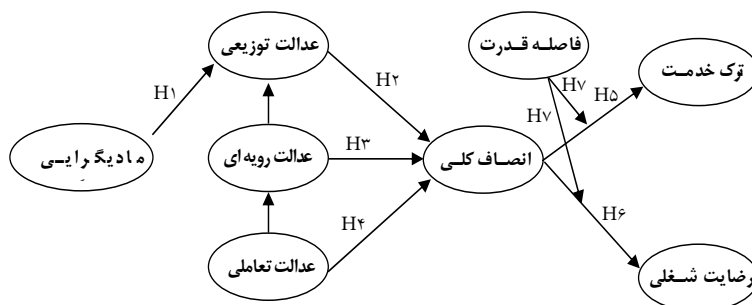 عدالت توزیعی
فاصله قدرت
ترک خدمت
H۱
H۲
H۷
H۵
H۷
مادیگرایی
عدالت رویه ای
H۳
انصاف کلی
H۴
H۶
عدالت تعاملی
رضایت شغلی